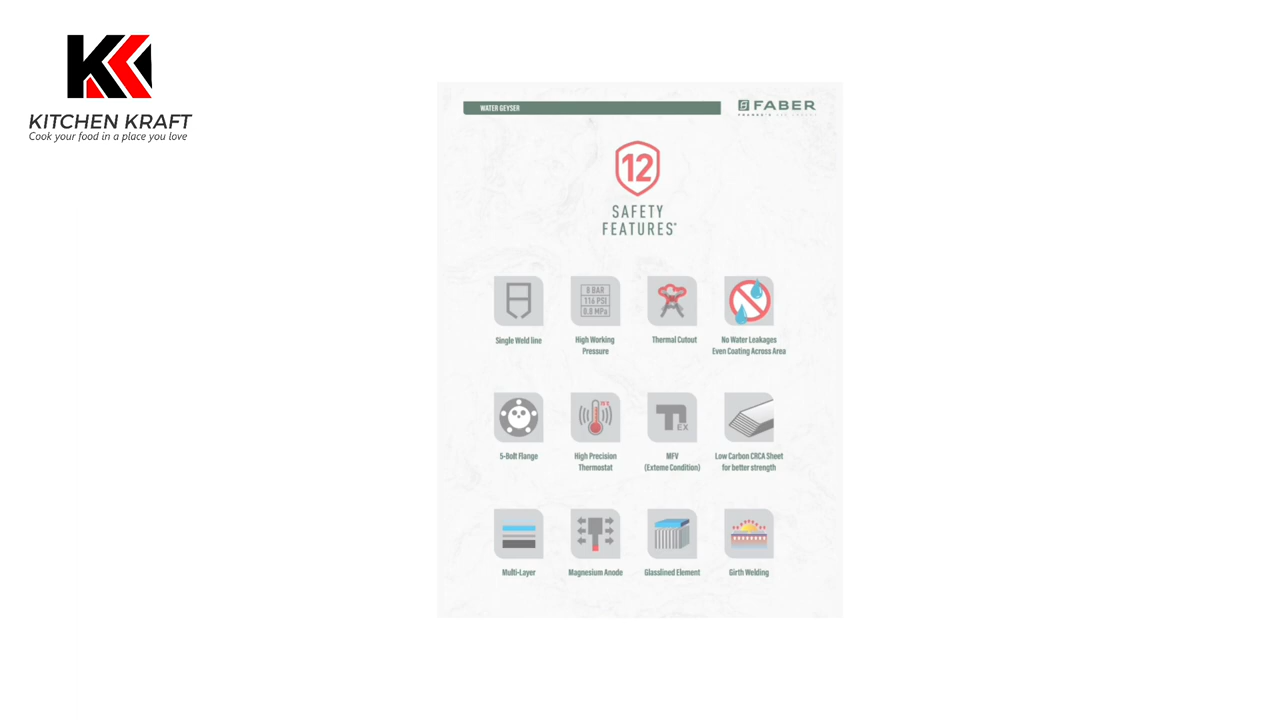 KITCHEN KRAFT
Cook your food in a place you love
WATER GEYSER
FABER
12
SAFETY
FEATURES*
8 BAR
116 PSI
0.8 MPa
Single Weld line
High Working
Pressure
Thermal Cutout
No Water Leakages
Even Coating Across Area
EX
5-Bolt Flange
High Precision
Thermostat
MFV
(Exteme Condition)
Low Carbon CRCA Sheet
for better strength
Multi-Layer
Magnesium Anode
Glasslined Element
Girth Welding